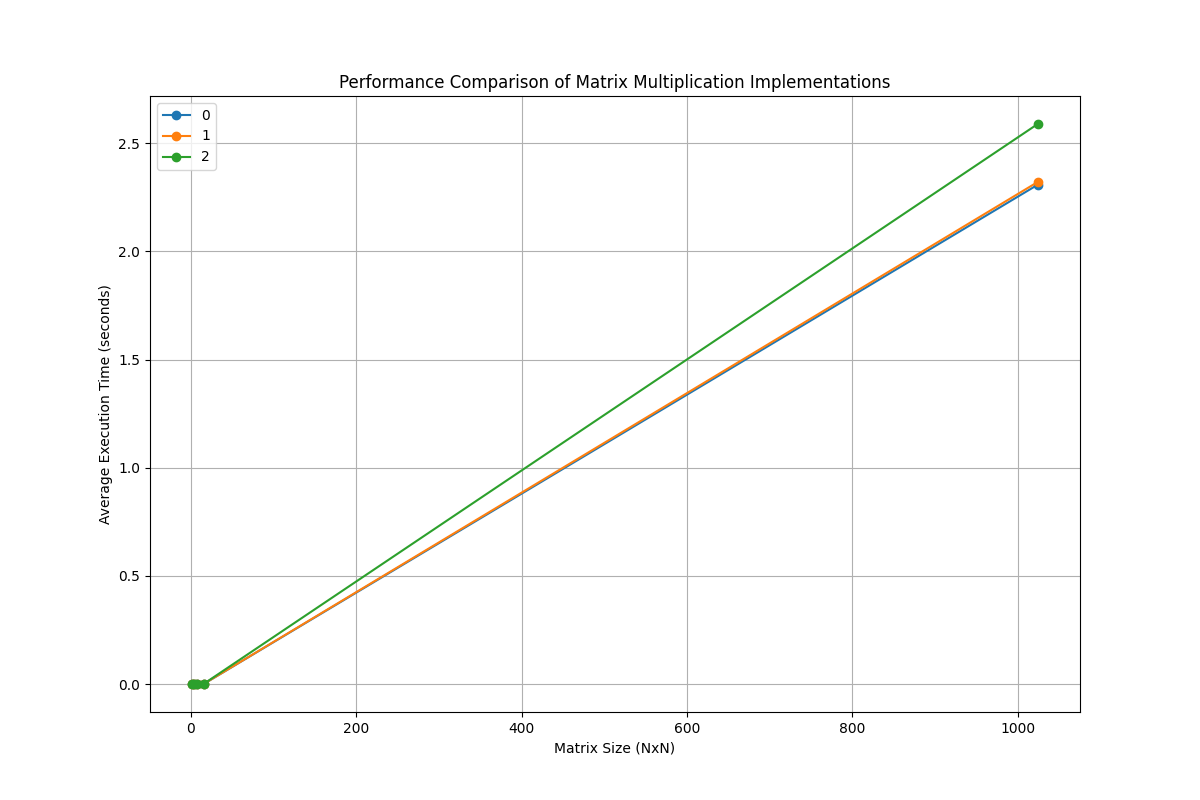 Performance Comparison of Matrix Multiplication Implementations
0
1
2
2.5
2.0
1.5
1.0
0.5
0.0
Average Execution Time (seconds)
0 200 400 600 800 1000
Matrix Size (NxN)